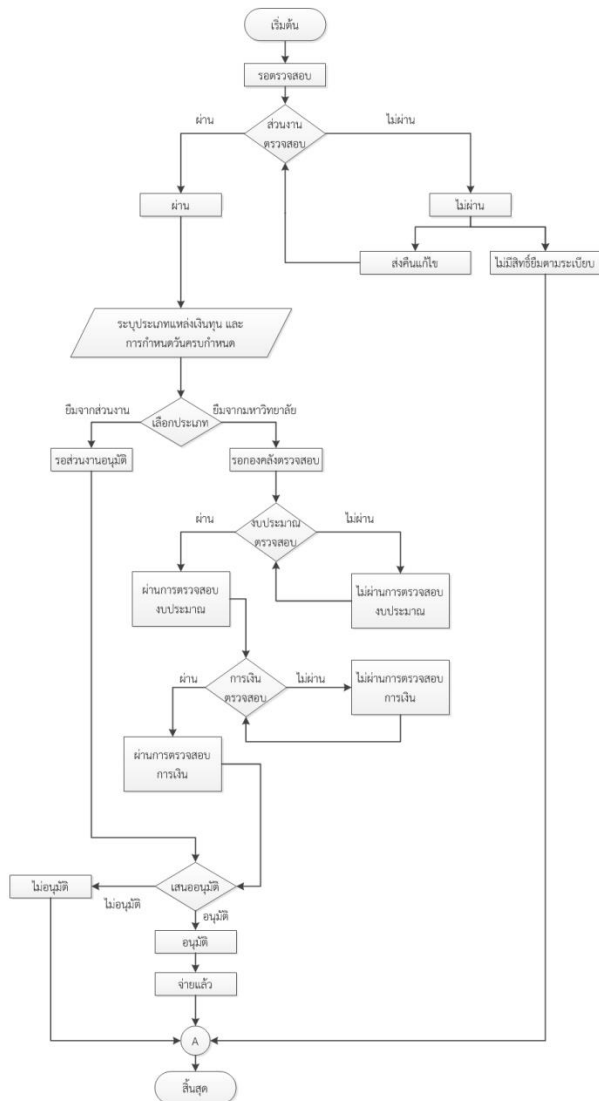 เริ่มต้น
รอตรวจสอบ
ส่วนงาน
ตรวจสอบ
ผ่าน
ไม่ผ่าน
ผ่าน
ไม่ผ่าน
ส่งคืนแก้ไข
ไม่มีสิทธิ์ยืมตามระเบียบ
ระบุประเภทแหล่งเงินทุน และ
การกำหนดวันครบกำหนด
ยืมจากส่วนงาน
เลือกประเภท
ยืมจากมหาวิทยาลัย
รอส่วนงานอนุมัติ
รอกองคลังตรวจสอบ
ผ่าน
งบประมาณ
ตรวจสอบ
ไม่ผ่าน
ผ่านการตรวจสอบ
งบประมาณ
ไม่ผ่านการตรวจสอบ
งบประมาณ
ผ่าน
การเงิน
ตรวจสอบ
ไม่ผ่าน
ไม่ผ่านการตรวจสอบ
การเงิน
ผ่านการตรวจสอบ
การเงิน
เสนออนุมัติ
ไม่อนุมัติ
ไม่อนุมัติ
อนุมัติ
อนุมัติ
จ่ายแล้ว
A
สิ้นสุด